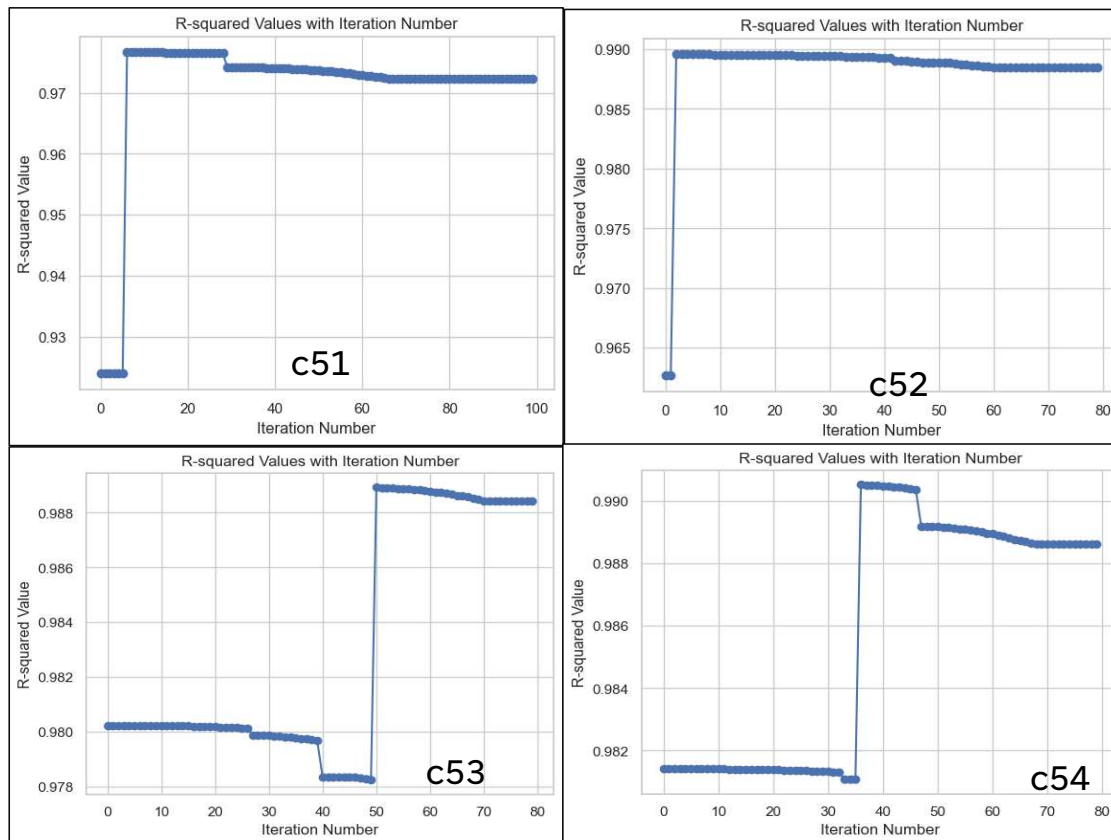 R-squared Values with Iteration Number
0.97
0.96
0.95
0.94
0.93
R-squared Value
c51
0 20 40 60 80 100
Iteration Number
R-squared Values with Iteration Number
0.990
0.985
0.980
0.975
0.970
0.965
R-squared Value
c52
0 10 20 30 40 50 60 70 80
Iteration Number
R-squared Values with Iteration Number
0.988
0.986
0.984
0.982
0.980
0.978
R-squared Value
c53
0 10 20 30 40 50 60 70 80
Iteration Number
R-squared Values with Iteration Number
0.990
0.988
0.986
0.984
0.982
R-squared Value
c54
0 10 20 30 40 50 60 70 80
Iteration Number